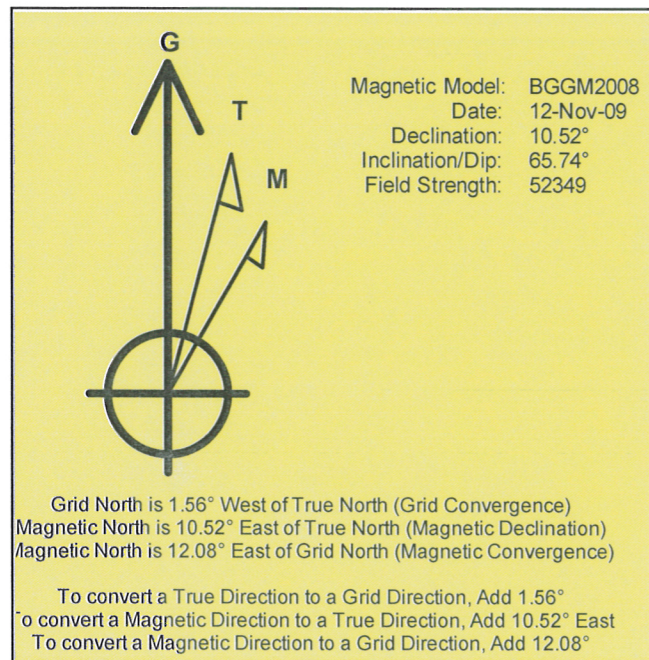 G
T
M
Magnetic Model: BGGM2008
Date: 12-Nov-09
Declination: 10.52°
Inclination/Dip: 65.74°
Field Strength: 52349
Grid North is 1.56° West of True North (Grid Convergence)
Magnetic North is 10.52° East of True North (Magnetic Declination)
Magnetic North is 12.08° East of Grid North (Magnetic Convergence)
To convert a True Direction to a Grid Direction, Add 1.56°
To convert a Magnetic Direction to a True Direction, Add 10.52° East
To convert a Magnetic Direction to a Grid Direction, Add 12.08°